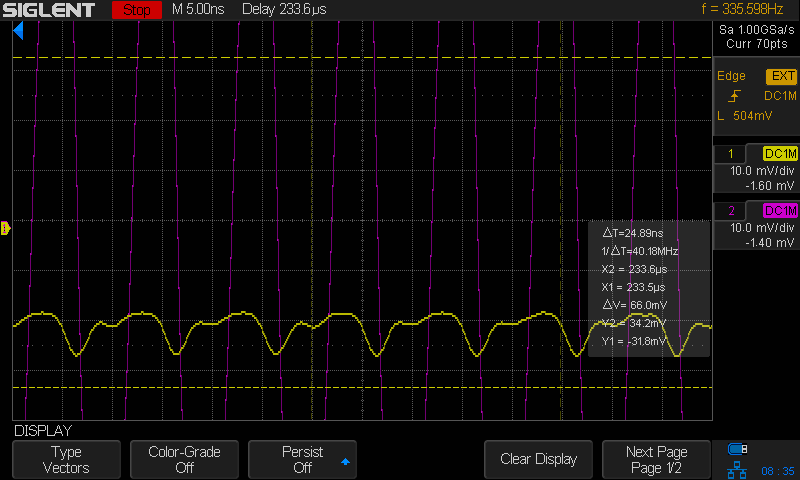 SIGLENT Stop M 5.00ns Delay 233.6µs f = 335.598Hz
Sa 1.00GSa/s
Curr 70pts
Edge EXT
DC1M
L 504mV
1 DC1M
10.0 mV/div
-1.60 mV
2 DC1M
10.0 mV/div
-1.40 mV
1
△T=24.89ns
1/△T=40.18MHz
X2 = 233.6µs
X1 = 233.5µs
△V= 66.0mV
Y2 = 34.2mV
Y1 = -31.8mV
DISPLAY
Type
Vectors
Color-Grade
Off
Persist
Off
Clear Display
Next Page
Page 1/2
08 : 35